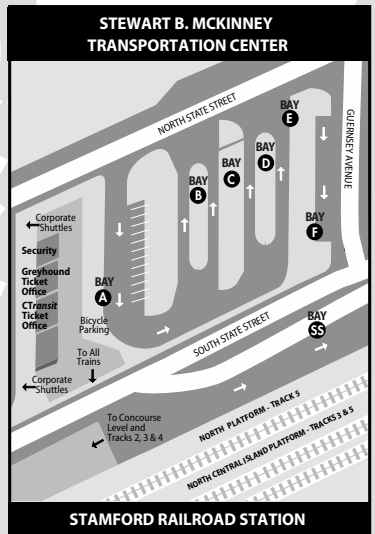 STEWART B. MCKINNEY
TRANSPORTATION CENTER
NORTH STATE STREET
GUERNSEY AVENUE
BAY
E
BAY
D
BAY
C
BAY
B
BAY
F
Corporate
Shuttles
Security
Greyhound
Ticket
Office
CTransit
Ticket
Office
BAY
A
Bicycle
Parking
To All
Trains
Corporate
Shuttles
SOUTH STATE STREET
BAY
SS
To Concourse
Level and
Tracks 2, 3 & 4
NORTH PLATFORM - TRACK 5
NORTH CENTRAL ISLAND PLATFORM - TRACKS 3 & 5
STAMFORD RAILROAD STATION